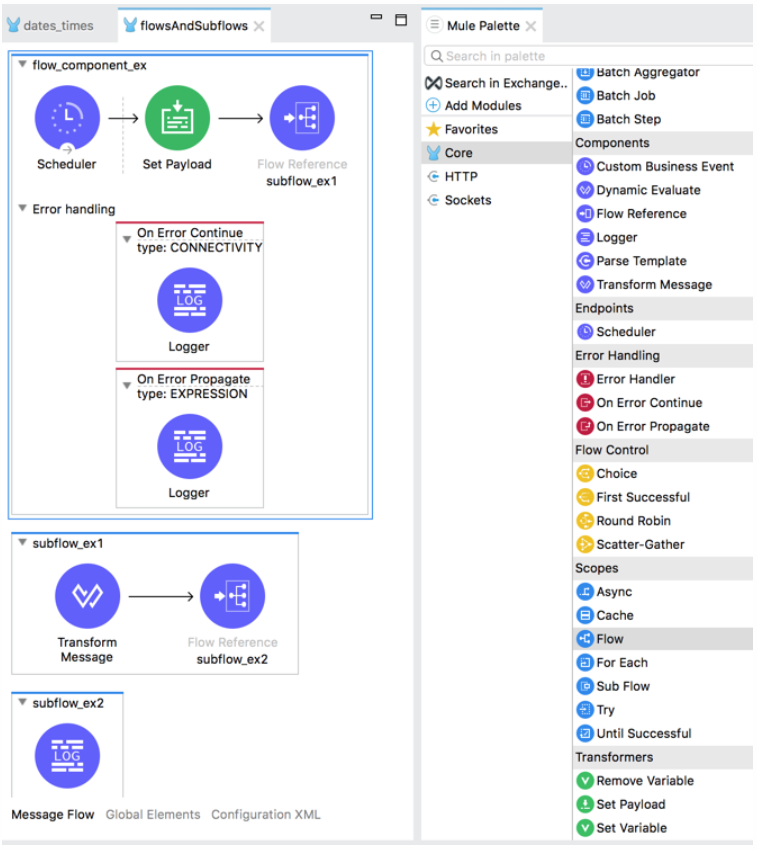 dates_times
flowsAndSubflows
flow_component_ex
Scheduler
Set Payload
Flow Reference
subflow_ex1
Error handling
On Error Continue
type: CONNECTIVITY
LOG
Logger
On Error Propagate
type: EXPRESSION
LOG
Logger
subflow_ex1
Transform
Message
Flow Reference
subflow_ex2
subflow_ex2
LOG
Message Flow
Global Elements
Configuration XML
Mule Palette
Search in palette
Search in Exchange..
Add Modules
Favorites
Core
HTTP
Sockets
Batch Aggregator
Batch Job
Batch Step
Components
Custom Business Event
Dynamic Evaluate
Flow Reference
Logger
Parse Template
Transform Message
Endpoints
Scheduler
Error Handling
Error Handler
On Error Continue
On Error Propagate
Flow Control
Choice
First Successful
Round Robin
Scatter-Gather
Scopes
Async
Cache
Flow
For Each
Sub Flow
Try
Until Successful
Transformers
Remove Variable
Set Payload
Set Variable